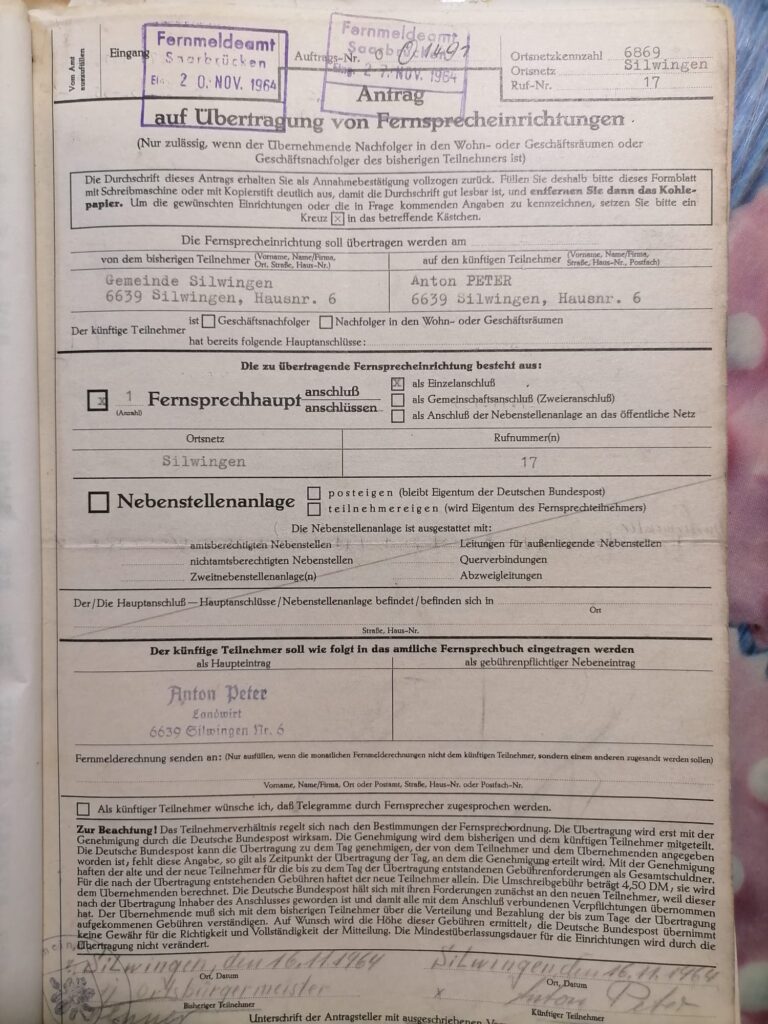 Vom Amt auszufüllen
Eingang
Fernmeldeamt
Saarbrücken
Ein. 20. NOV. 1964
Auftrags-Nr.
Fernmeldeamt
Saarbrücken
27. NOV. 1964
Ortsnetzkennzahl 6869
Ortsnetz Silwingen
Ruf-Nr. 17
Antrag
auf Übertragung von Fernsprecheinrichtungen
(Nur zulässig, wenn der Übernehmende Nachfolger in den Wohn- oder Geschäftsräumen oder
Geschäftsnachfolger des bisherigen Teilnehmers ist)
Die Durchschrift dieses Antrags erhalten Sie als Annahmebestätigung vollzogen zurück. Füllen Sie deshalb bitte dieses Formblatt
mit Schreibmaschine oder mit Kopierstift deutlich aus, damit die Durchschrift gut lesbar ist, und entfernen Sie dann das Kohle-
papier. Um die gewünschten Einrichtungen oder die in Frage kommenden Angaben zu kennzeichnen, setzen Sie bitte ein
Kreuz x in das betreffende Kästchen.
Die Fernsprecheinrichtung soll übertragen werden am
von dem bisherigen Teilnehmer (Vorname, Name/Firma, Ort, Straße, Haus-Nr.)
auf den künftigen Teilnehmer (Vorname, Name/Firma, Straße, Haus-Nr., Postfach)
Gemeinde Silwingen
6639 Silwingen, Hausnr. 6
Anton PETER
6639 Silwingen, Hausnr. 6
Der künftige Teilnehmer
ist Geschäftsnachfolger Nachfolger in den Wohn- oder Geschäftsräumen
hat bereits folgende Hauptanschlüsse:
Die zu übertragende Fernsprecheinrichtung besteht aus:
x 1 (Anzahl) Fernsprechhaupt anschluß anschlüssen
x als Einzelanschluß
als Gemeinschaftsanschluß (Zweieranschluß)
als Anschluß der Nebenstellenanlage an das öffentliche Netz
Ortsnetz Rufnummer(n)
Silwingen 17
Nebenstellenanlage
posteigen (bleibt Eigentum der Deutschen Bundespost)
teilnehmereigen (wird Eigentum des Fernsprechteilnehmers)
Die Nebenstellenanlage ist ausgestattet mit:
amtsberechtigten Nebenstellen Leitungen für außenliegende Nebenstellen
nichtamtsberechtigten Nebenstellen Querverbindungen
Zweitnebenstellenanlage(n) Abzweigleitungen
Der/Die Hauptanschluß — Hauptanschlüsse / Nebenstellenanlage befindet/befinden sich in
Ort
Straße, Haus-Nr.
Der künftige Teilnehmer soll wie folgt in das amtliche Fernsprechbuch eingetragen werden
als Haupteintrag als gebührenpflichtiger Nebeneintrag
Anton Peter
Landwirt
6639 Silwingen Nr. 6
Fernmelderechnung senden an: (Nur ausfüllen, wenn die monatlichen Fernmelderechnungen nicht dem künftigen Teilnehmer, sondern einem anderen zugesandt werden sollen)
Vorname, Name/Firma, Ort oder Postamt, Straße, Haus-Nr. oder Postfach-Nr.
Als künftiger Teilnehmer wünsche ich, daß Telegramme durch Fernsprecher zugesprochen werden.
Zur Beachtung! Das Teilnehmerverhältnis regelt sich nach den Bestimmungen der Fernsprechordnung. Die Übertragung wird erst mit der
Genehmigung durch die Deutsche Bundespost wirksam. Die Genehmigung wird dem bisherigen und dem künftigen Teilnehmer mitgeteilt.
Die Deutsche Bundespost kann die Übertragung zu dem Tag genehmigen, der von dem Teilnehmer und dem Übernehmenden angegeben
worden ist; fehlt diese Angabe, so gilt als Zeitpunkt der Übertragung der Tag, an dem die Genehmigung erteilt wird. Mit der Genehmigung
haften der alte und der neue Teilnehmer für die bis zu dem Tag der Übertragung entstandenen Gebührenforderungen als Gesamtschuldner.
Für die nach der Übertragung entstehenden Gebühren haftet der neue Teilnehmer allein. Die Umschreibgebühr beträgt 4,50 DM; sie wird
dem Übernehmenden berechnet. Die Deutsche Bundespost hält sich mit ihren Forderungen zunächst an den neuen Teilnehmer, weil dieser
nach der Übertragung Inhaber des Anschlusses geworden ist und damit alle mit dem Anschluß verbundenen Verpflichtungen übernommen
hat. Der Übernehmende muß sich mit dem bisherigen Teilnehmer über die Verteilung und Bezahlung der bis zum Tage der Übertragung
aufgekommenen Gebühren verständigen. Auf Wunsch wird die Höhe dieser Gebühren ermittelt; die Deutsche Bundespost übernimmt
keine Gewähr für die Richtigkeit und Vollständigkeit der Mitteilung. Die Mindestüberlassungsdauer für die Einrichtungen wird durch die
Übertragung nicht verändert.
Silwingen, den 16.11.1964 Silwingen den 16.11.1964
Ort, Datum Ort, Datum
Ortsbürgermeister x Anton Peter
Bisheriger Teilnehmer Künftiger Teilnehmer
Unterschrift der Antragsteller mit ausgeschriebenen